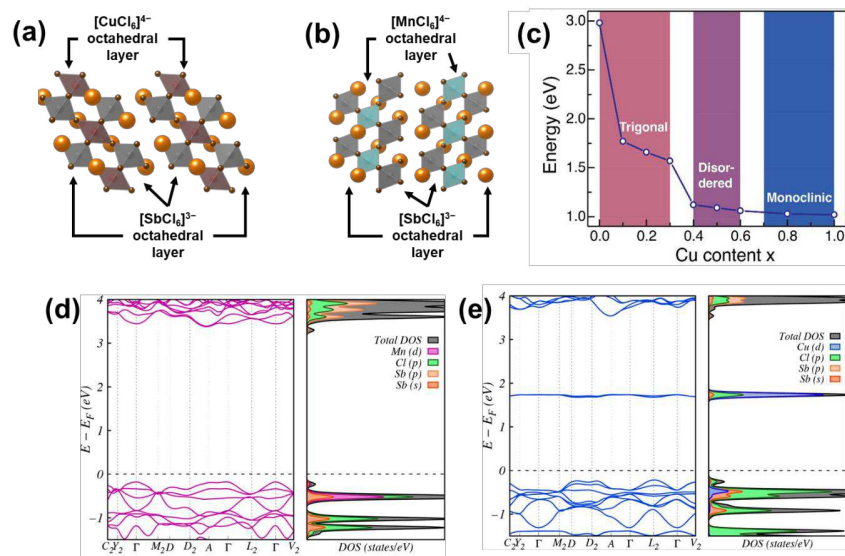 (a)
[CuCl₆]⁴⁻
octahedral
layer
[SbCl₆]³⁻
octahedral
layer
(b)
[MnCl₆]⁴⁻
octahedral
layer
[SbCl₆]³⁻
octahedral
layer
(c)
Energy (eV)
3.0
2.5
2.0
1.5
1.0
Trigonal
Disor-
dered
Monoclinic
0.0 0.2 0.4 0.6 0.8 1.0
Cu content x
(d)
E − E_F (eV)
4
3
2
1
0
−1
C₂Y₂ Γ M₂D D₂ A Γ L₂ Γ V₂
Total DOS
Mn (d)
Cl (p)
Sb (p)
Sb (s)
DOS (states/eV)
(e)
E − E_F (eV)
4
3
2
1
0
−1
C₂Y₂ Γ M₂D D₂ A Γ L₂ Γ V₂
Total DOS
Cu (d)
Cl (p)
Sb (p)
Sb (s)
DOS (states/eV)